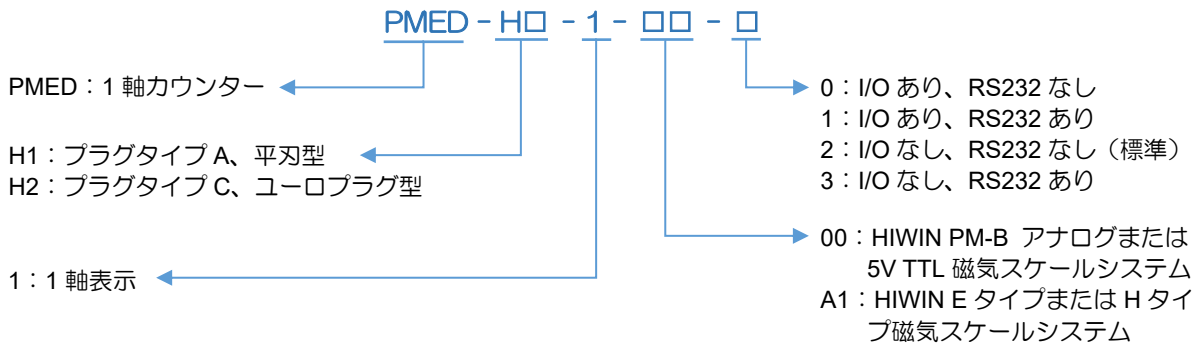 PMED-H□-1-□□-□
PMED：1 軸カウンター
H1：プラグタイプ A、平刃型
H2：プラグタイプ C、ユーロプラグ型
1：1 軸表示
0：I/O あり、RS232 なし
1：I/O あり、RS232 あり
2：I/O なし、RS232 なし（標準）
3：I/O なし、RS232 あり
00：HIWIN PM-B アナログまたは
5V TTL 磁気スケールシステム
A1：HIWIN E タイプまたは H タイ
プ磁気スケールシステム